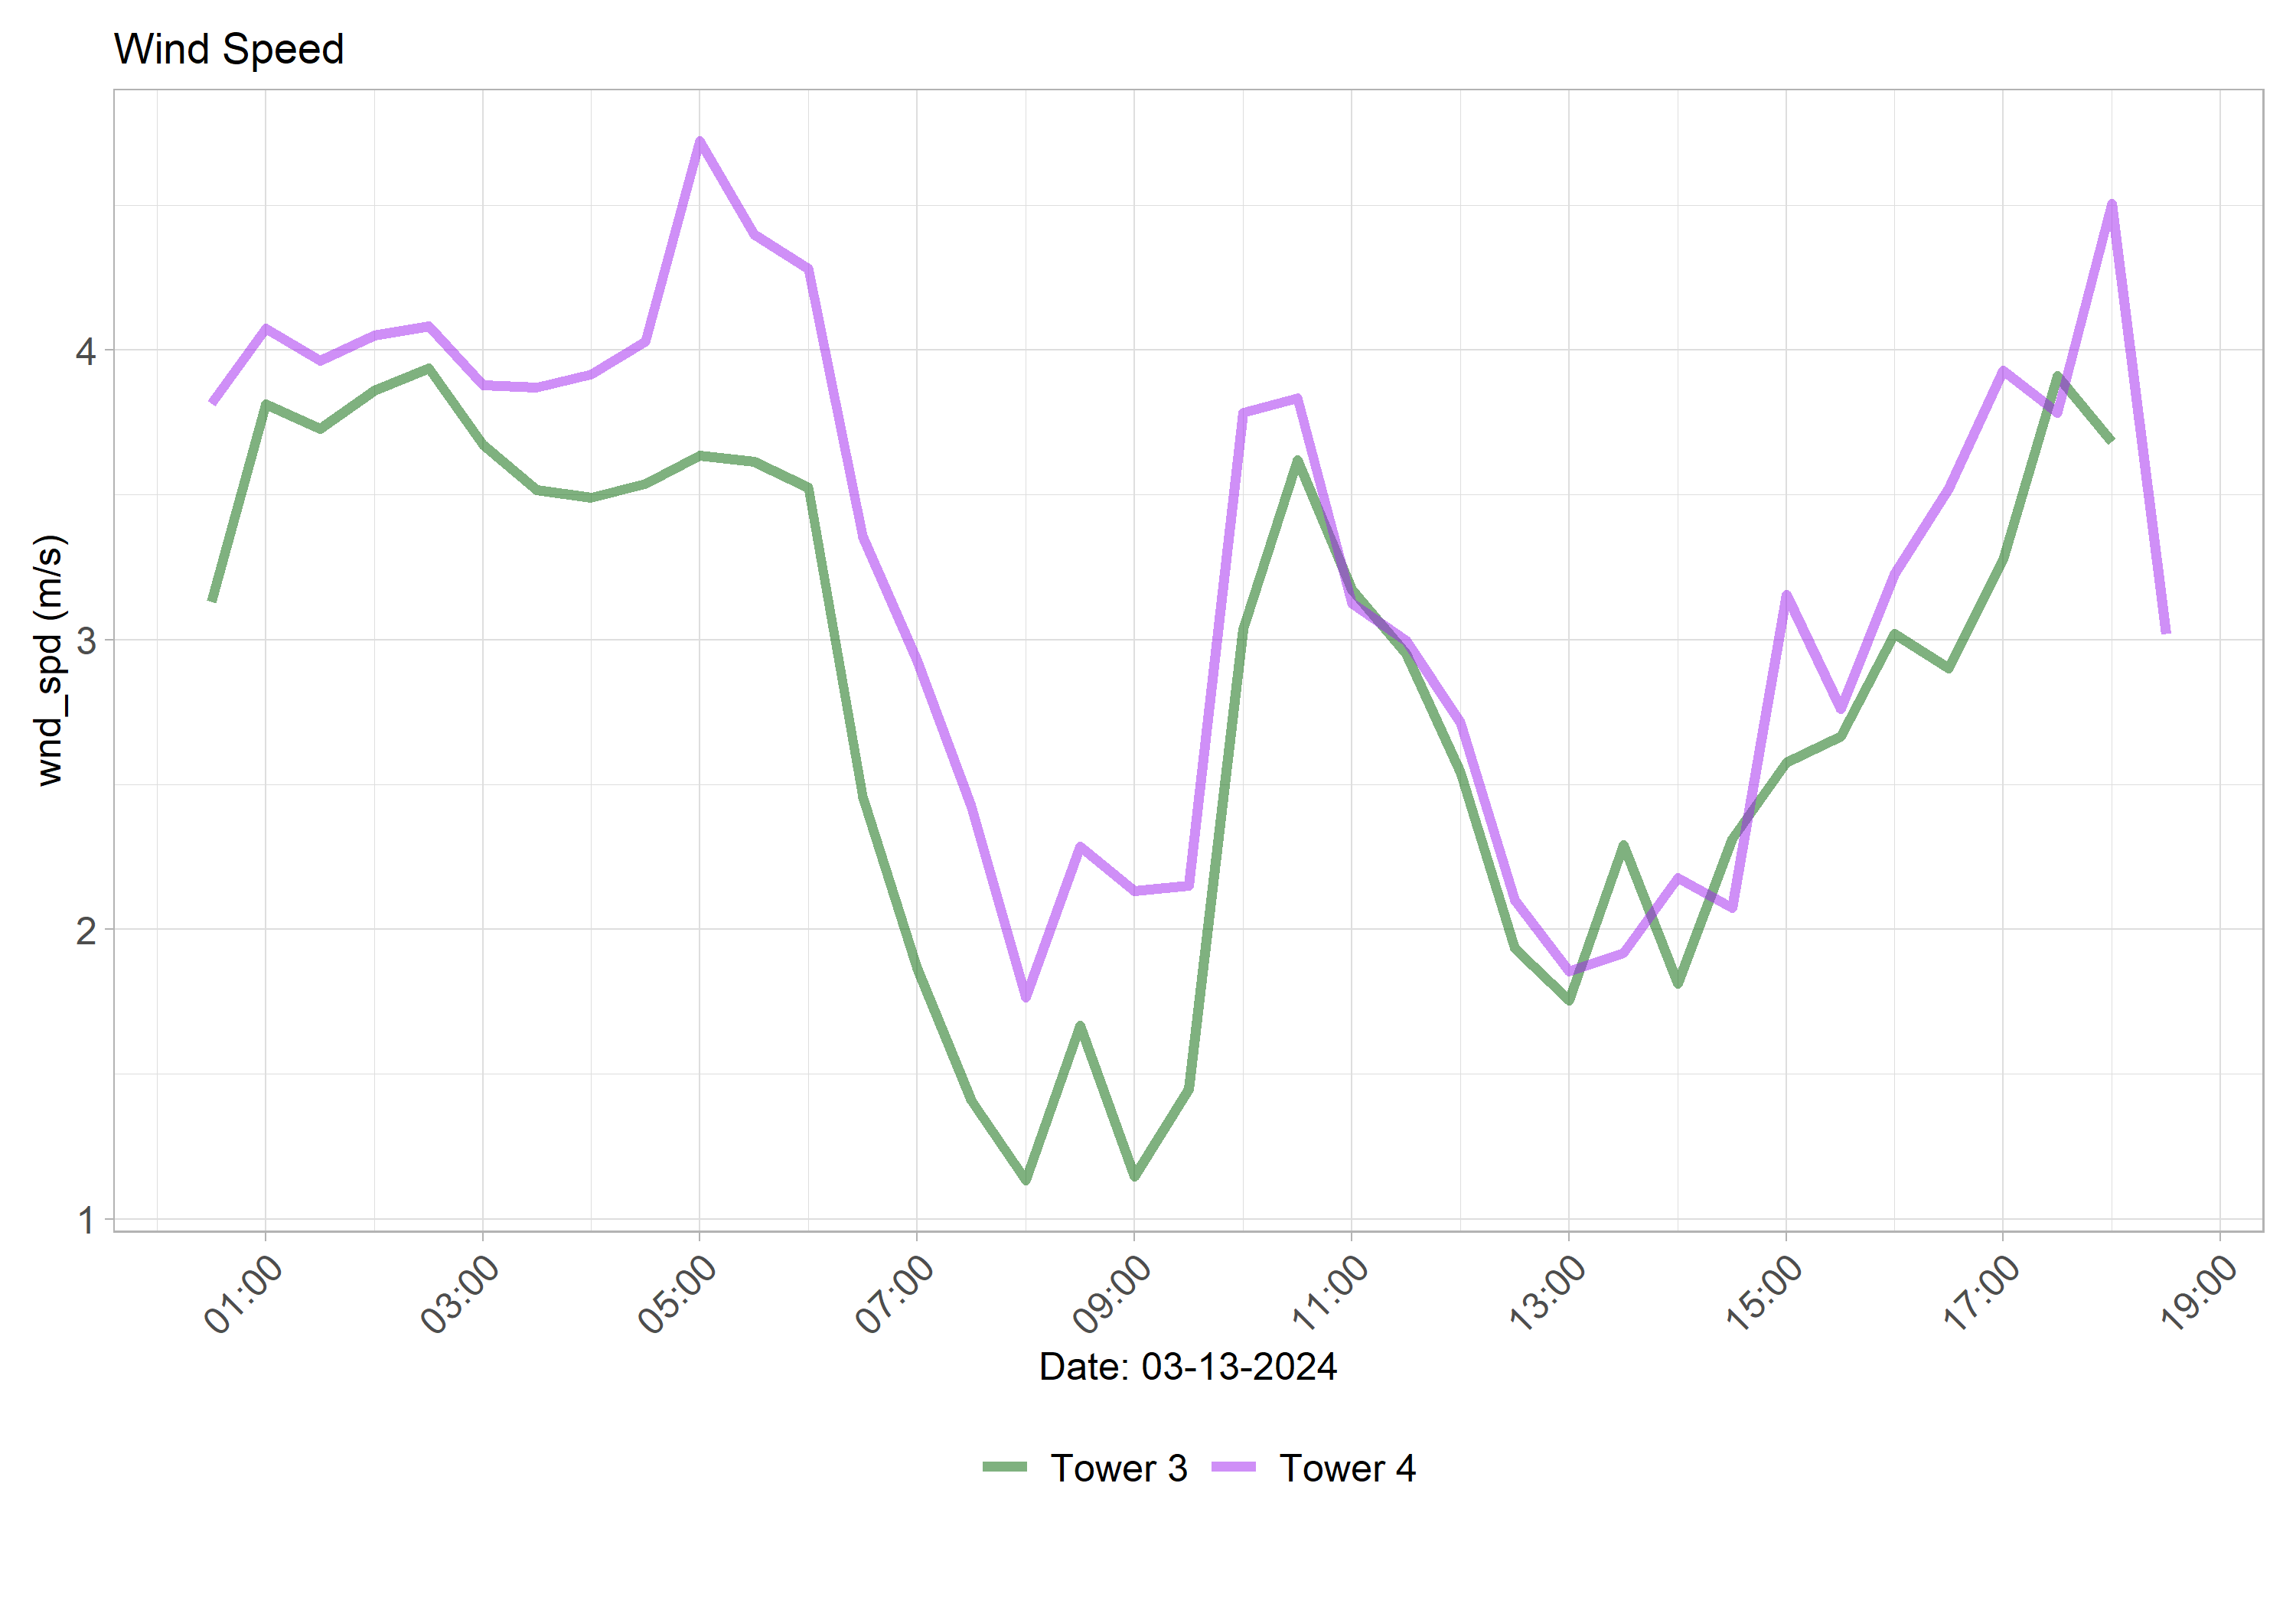 Wind Speed
wnd_spd (m/s)
4
3
2
1
01:00 03:00 05:00 07:00 09:00 11:00 13:00 15:00 17:00 19:00
Date: 03-13-2024
Tower 3 Tower 4